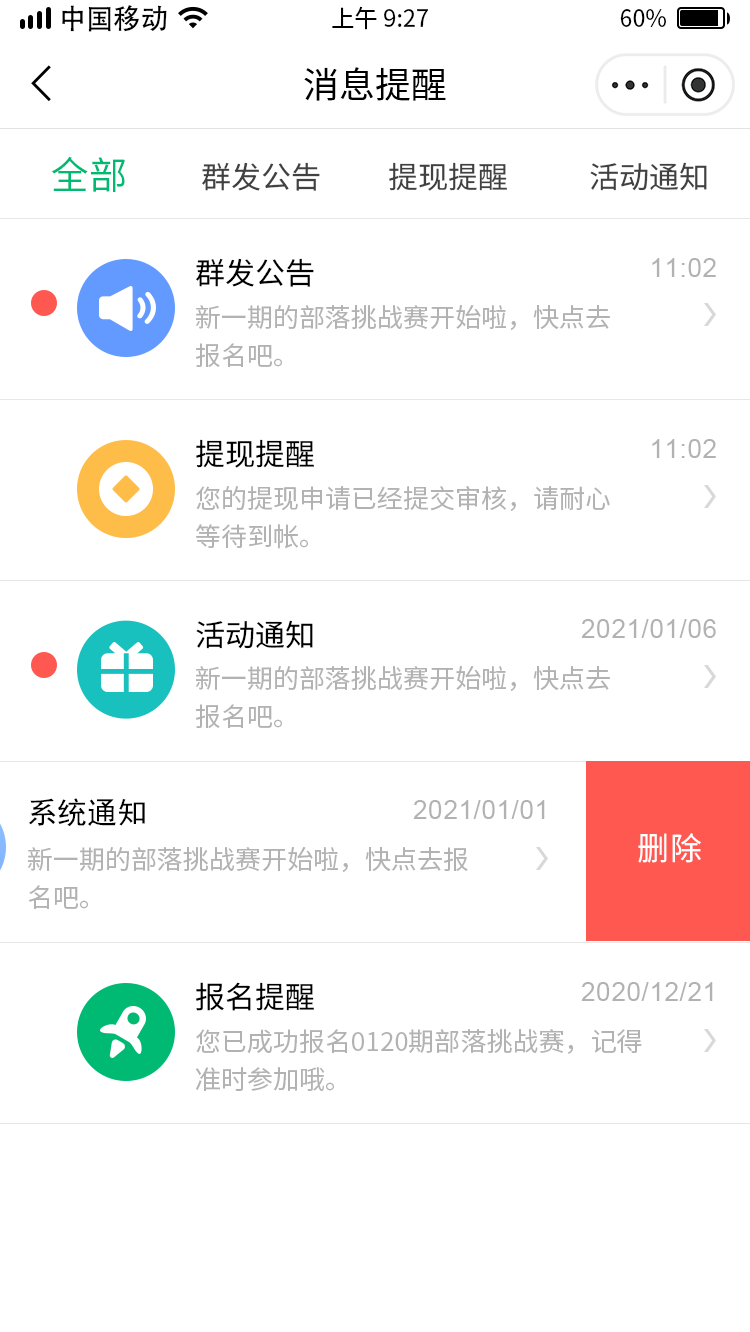 中国移动 上午 9:27 60%
消息提醒
全部 群发公告 提现提醒 活动通知
群发公告 11:02
新一期的部落挑战赛开始啦，快点去
报名吧。
提现提醒 11:02
您的提现申请已经提交审核，请耐心
等待到帐。
活动通知 2021/01/06
新一期的部落挑战赛开始啦，快点去
报名吧。
系统通知 2021/01/01
新一期的部落挑战赛开始啦，快点去报
名吧。
删除
报名提醒 2020/12/21
您已成功报名0120期部落挑战赛，记得
准时参加哦。